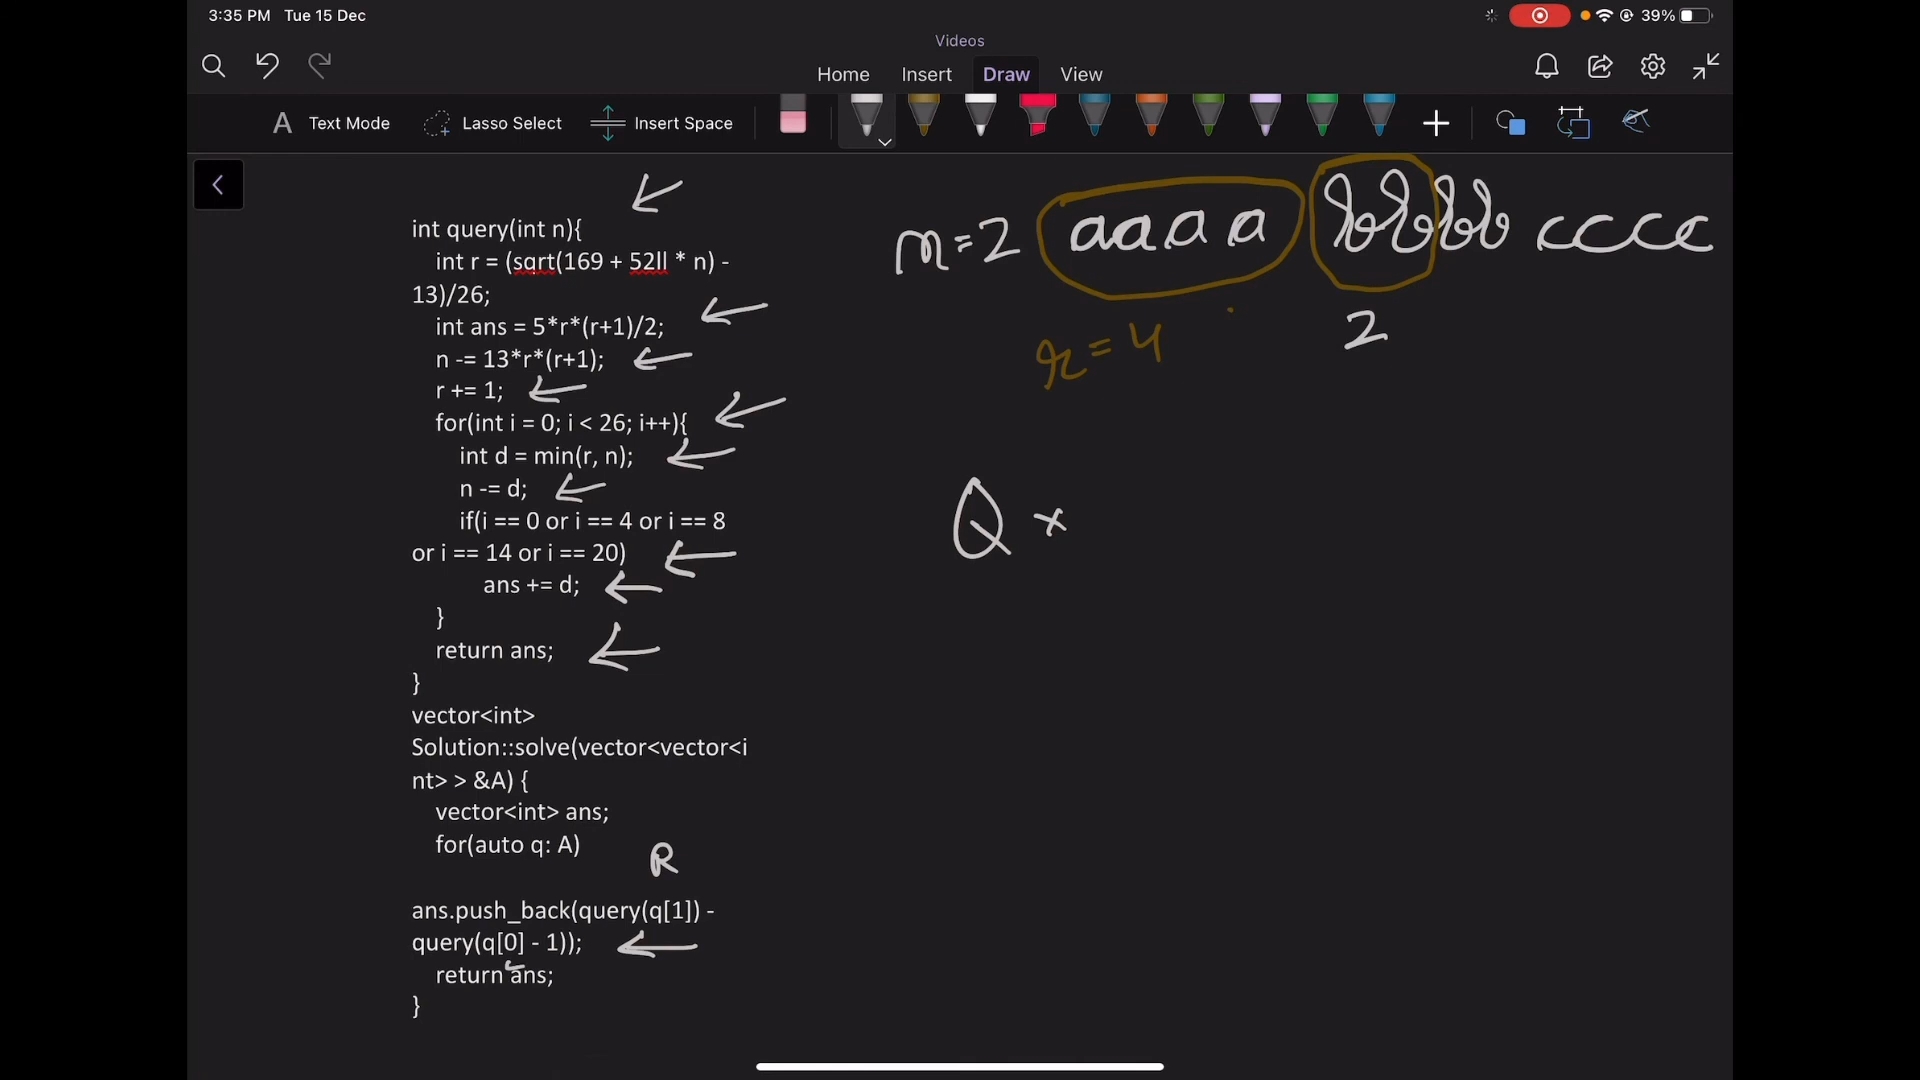 3:35 PM Tue 15 Dec
39%
Videos
Home Insert Draw View
A Text Mode Lasso Select Insert Space
int query(int n){
int r = (sqrt(169 + 52ll * n) -
13)/26;
int ans = 5*r*(r+1)/2;
n -= 13*r*(r+1);
r += 1;
for(int i = 0; i < 26; i++){
int d = min(r, n);
n -= d;
if(i == 0 or i == 4 or i == 8
or i == 14 or i == 20)
ans += d;
}
return ans;
}
vector<int>
Solution::solve(vector<vector<i
nt> > &A) {
vector<int> ans;
for(auto q: A)
R
ans.push_back(query(q[1]) -
query(q[0] - 1));
return ans;
}
n=2 aaaa bbbb cccc
r=4
2
Q *